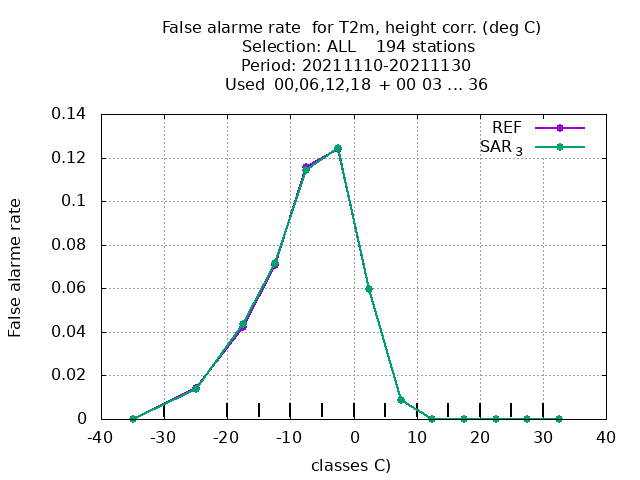 False alarme rate  for T2m, height corr. (deg C)
Selection: ALL    194 stations
Period: 20211110-20211130
Used  00,06,12,18  + 00 03 ... 36
REF
SAR 3
0.14
0.12
0.1
0.08
0.06
0.04
0.02
0
False alarme rate
-40 -30 -20 -10 0 10 20 30 40
classes C)